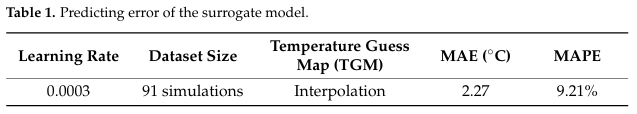 Table 1. Predicting error of the surrogate model.
Learning Rate Dataset Size Temperature Guess Map (TGM) MAE (°C) MAPE
0.0003 91 simulations Interpolation 2.27 9.21%